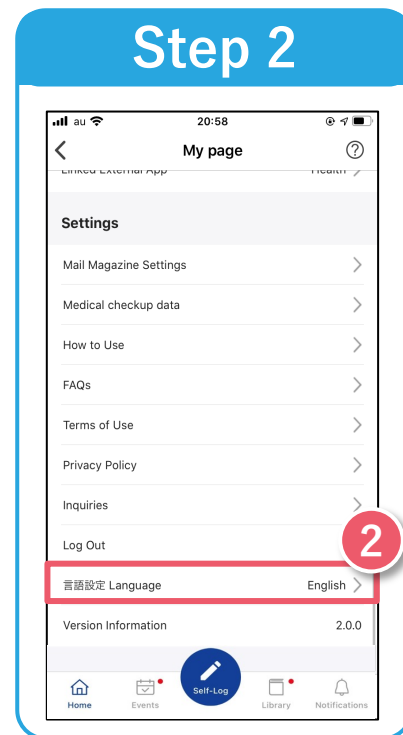 Step 2
au 20:58
My page ?
Linked External App Health
Settings
Mail Magazine Settings
Medical checkup data
How to Use
FAQs
Terms of Use
Privacy Policy
Inquiries
Log Out
2
言語設定 Language English
Version Information 2.0.0
Self-Log
Home Events Library Notifications